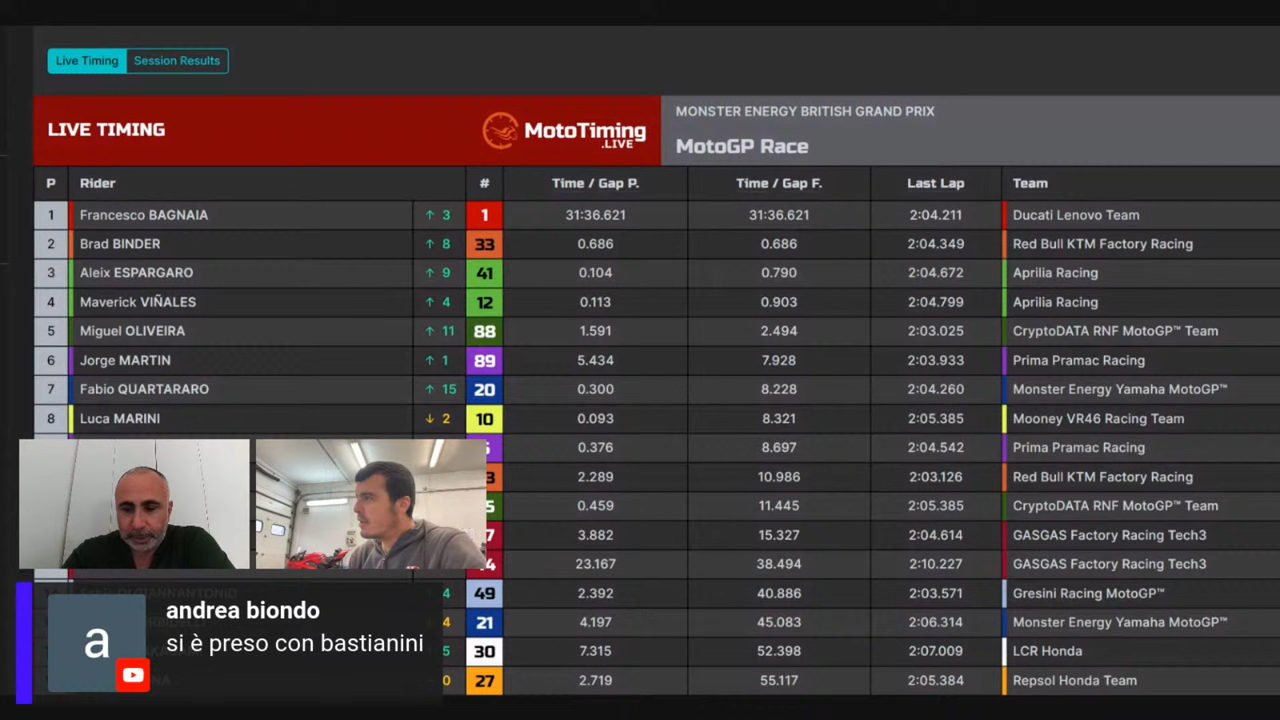 Live Timing Session Results
LIVE TIMING
MotoTiming
.LIVE
MONSTER ENERGY BRITISH GRAND PRIX
MotoGP Race
P Rider # Time / Gap P. Time / Gap F. Last Lap Team
1 Francesco BAGNAIA ↑ 3 1 31:36.621 31:36.621 2:04.211 Ducati Lenovo Team
2 Brad BINDER ↑ 8 33 0.686 0.686 2:04.349 Red Bull KTM Factory Racing
3 Aleix ESPARGARO ↑ 9 41 0.104 0.790 2:04.672 Aprilia Racing
4 Maverick VIÑALES ↑ 4 12 0.113 0.903 2:04.799 Aprilia Racing
5 Miguel OLIVEIRA ↑ 11 88 1.591 2.494 2:03.025 CryptoDATA RNF MotoGP™ Team
6 Jorge MARTIN ↑ 1 89 5.434 7.928 2:03.933 Prima Pramac Racing
7 Fabio QUARTARARO ↑ 15 20 0.300 8.228 2:04.260 Monster Energy Yamaha MotoGP™
8 Luca MARINI ↓ 2 10 0.093 8.321 2:05.385 Mooney VR46 Racing Team
0.376 8.697 2:04.542 Prima Pramac Racing
3 2.289 10.986 2:03.126 Red Bull KTM Factory Racing
5 0.459 11.445 2:05.385 CryptoDATA RNF MotoGP™ Team
7 3.882 15.327 2:04.614 GASGAS Factory Racing Tech3
4 23.167 38.494 2:10.227 GASGAS Factory Racing Tech3
4 49 2.392 40.886 2:03.571 Gresini Racing MotoGP™
4 21 4.197 45.083 2:06.314 Monster Energy Yamaha MotoGP™
5 30 7.315 52.398 2:07.009 LCR Honda
0 27 2.719 55.117 2:05.384 Repsol Honda Team
a
andrea biondo
si è preso con bastianini